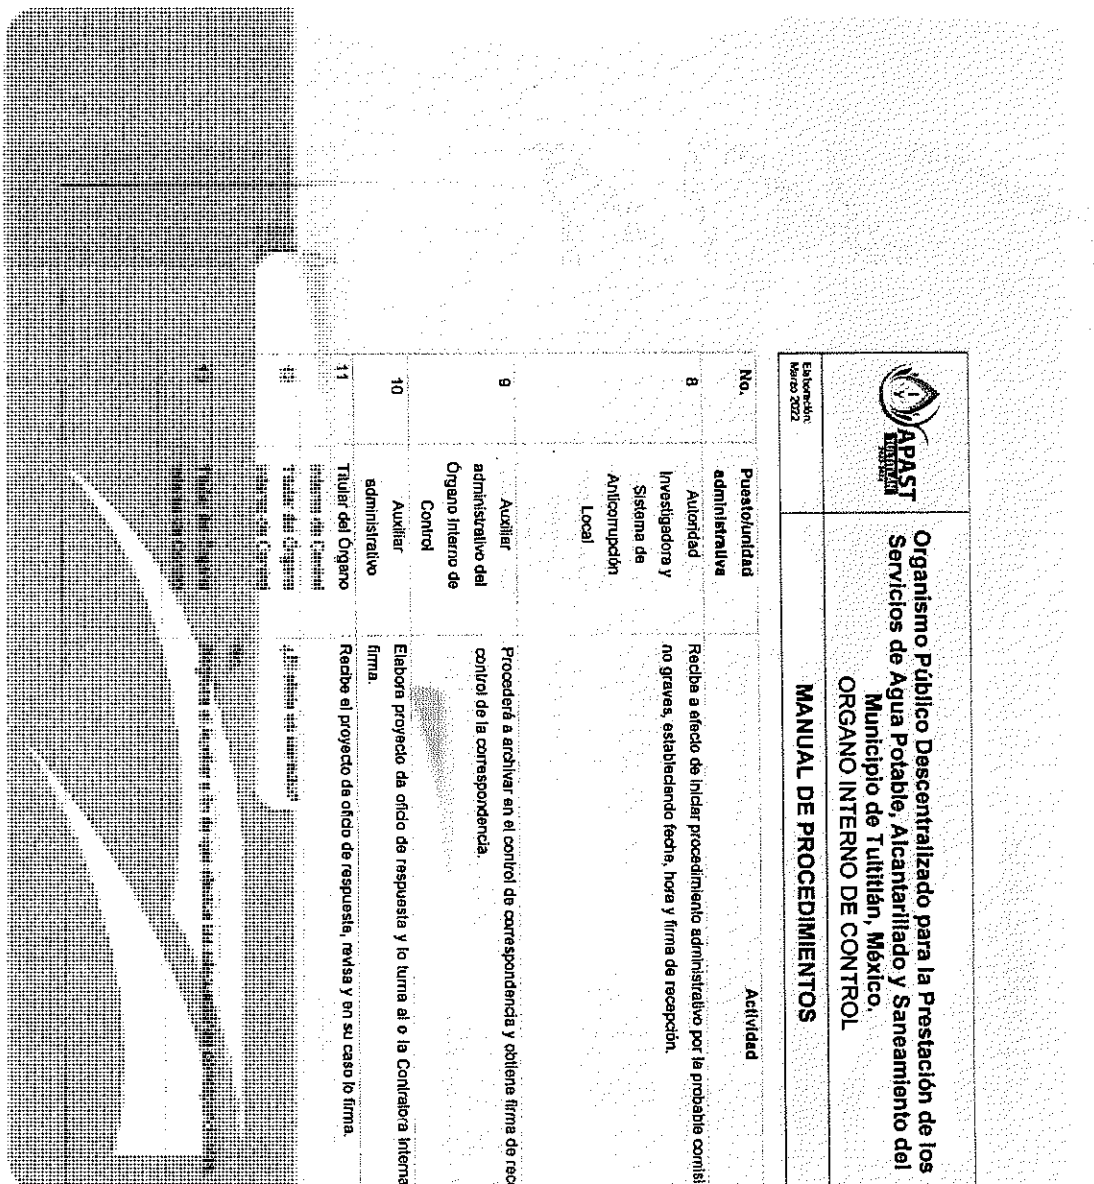 APAST
Organismo Público Descentralizado para la Prestación de los
Servicios de Agua Potable, Alcantarillado y Saneamiento del
Municipio de Tultitlán, México.
ORGANO INTERNO DE CONTROL
Elaboración:
Marzo 2022
MANUAL DE PROCEDIMIENTOS
No.
Puesto/unidad
administrativa
Actividad
8
Autoridad
Investigadora y
Sistema de
Anticorrupción
Local
Recibe a efecto de iniciar procedimiento administrativo por la probable comisi
no graves, estableciendo fecha, hora y firma de recepción.
9
Auxiliar
administrativo del
Órgano Interno de
Control
Procederá a archivar en el control de correspondencia y obtiene firma de rec
control de la correspondencia.
10
Auxiliar
administrativo
Elabora proyecto de oficio de respuesta y lo turna al o la Contralora Interna
firma.
11
Titular del Órgano
Recibe el proyecto de oficio de respuesta, revisa y en su caso lo firma.